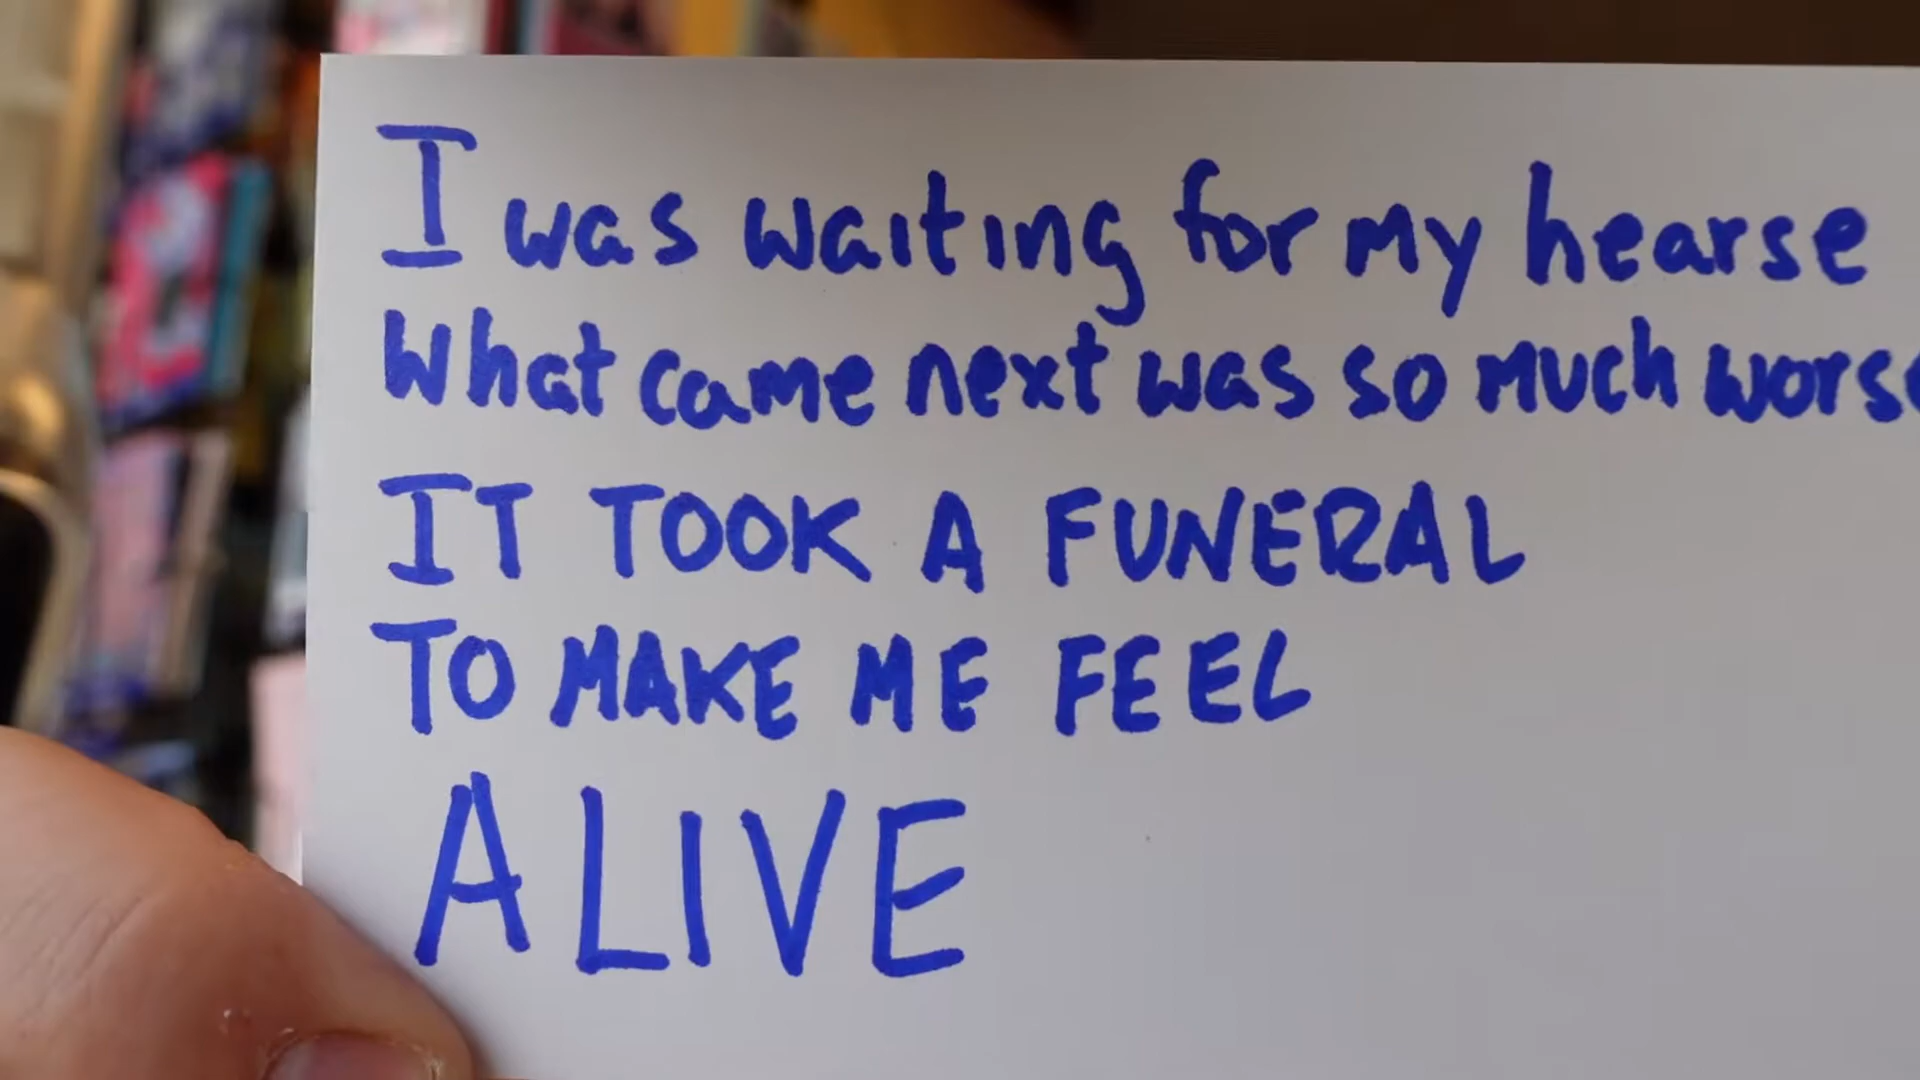 I was waiting for my hearse
What came next was so much worse
IT TOOK A FUNERAL
TO MAKE ME FEEL
ALIVE